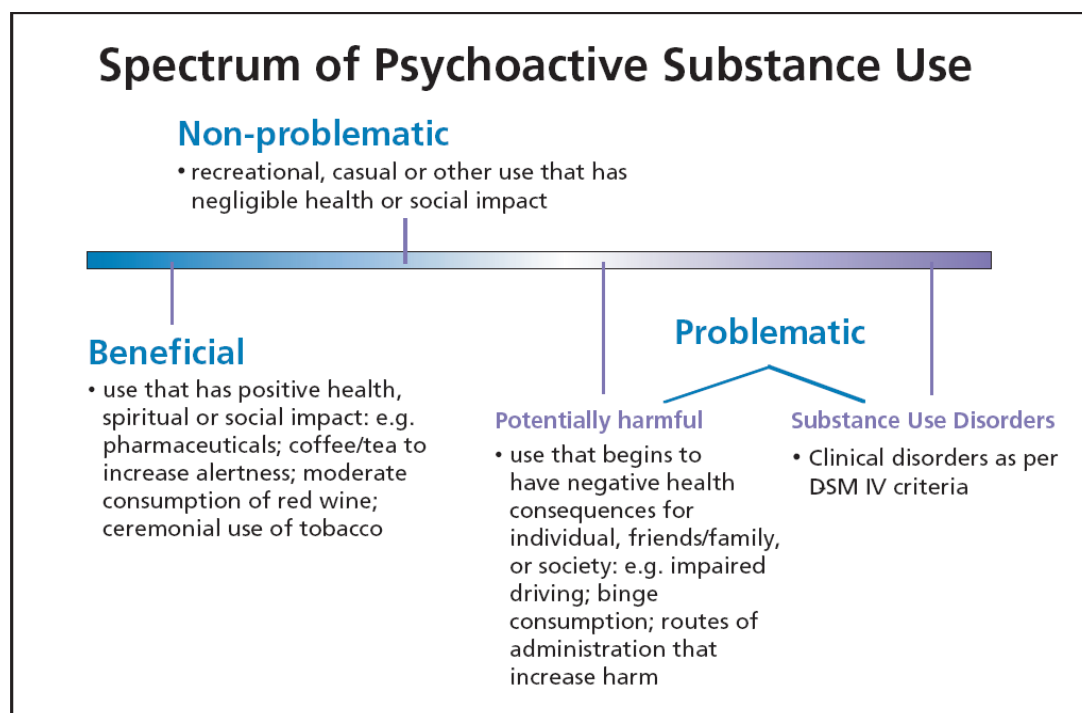 Spectrum of Psychoactive Substance Use
Non-problematic
• recreational, casual or other use that has
negligible health or social impact
Beneficial
• use that has positive health,
spiritual or social impact: e.g.
pharmaceuticals; coffee/tea to
increase alertness; moderate
consumption of red wine;
ceremonial use of tobacco
Problematic
Potentially harmful
• use that begins to
have negative health
consequences for
individual, friends/family,
or society: e.g. impaired
driving; binge
consumption; routes of
administration that
increase harm
Substance Use Disorders
• Clinical disorders as per
DSM IV criteria